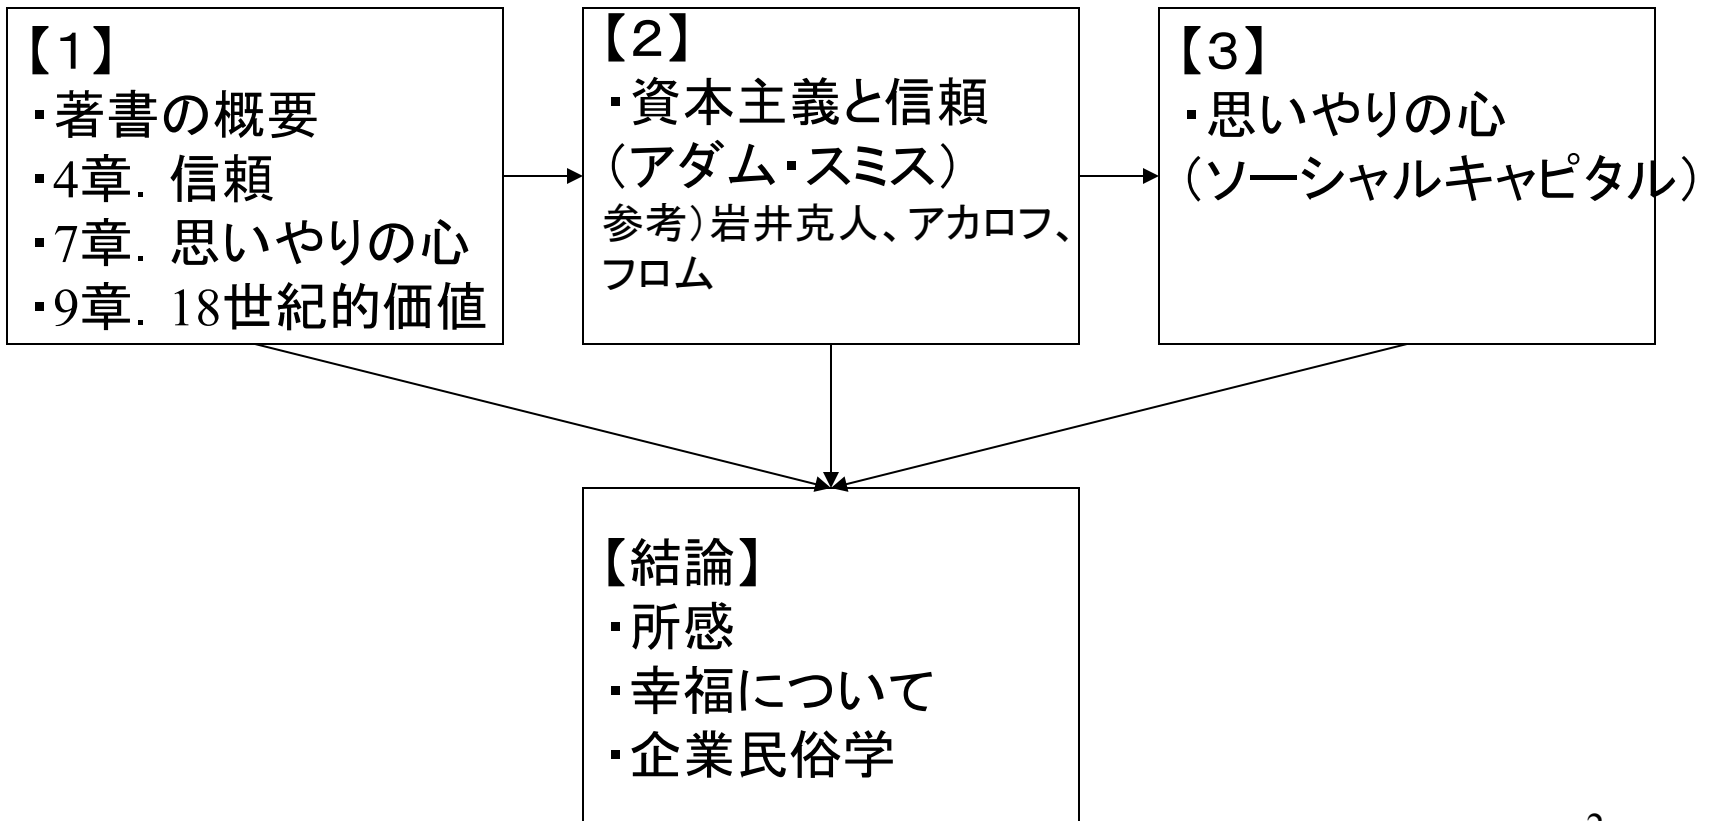 【１】
・著書の概要
・4章．信頼
・7章．思いやりの心
・9章．18世紀的価値
【２】
・資本主義と信頼
（アダム・スミス）
参考）岩井克人、アカロフ、
フロム
【３】
・思いやりの心
（ソーシャルキャピタル）
【結論】
・所感
・幸福について
・企業民俗学